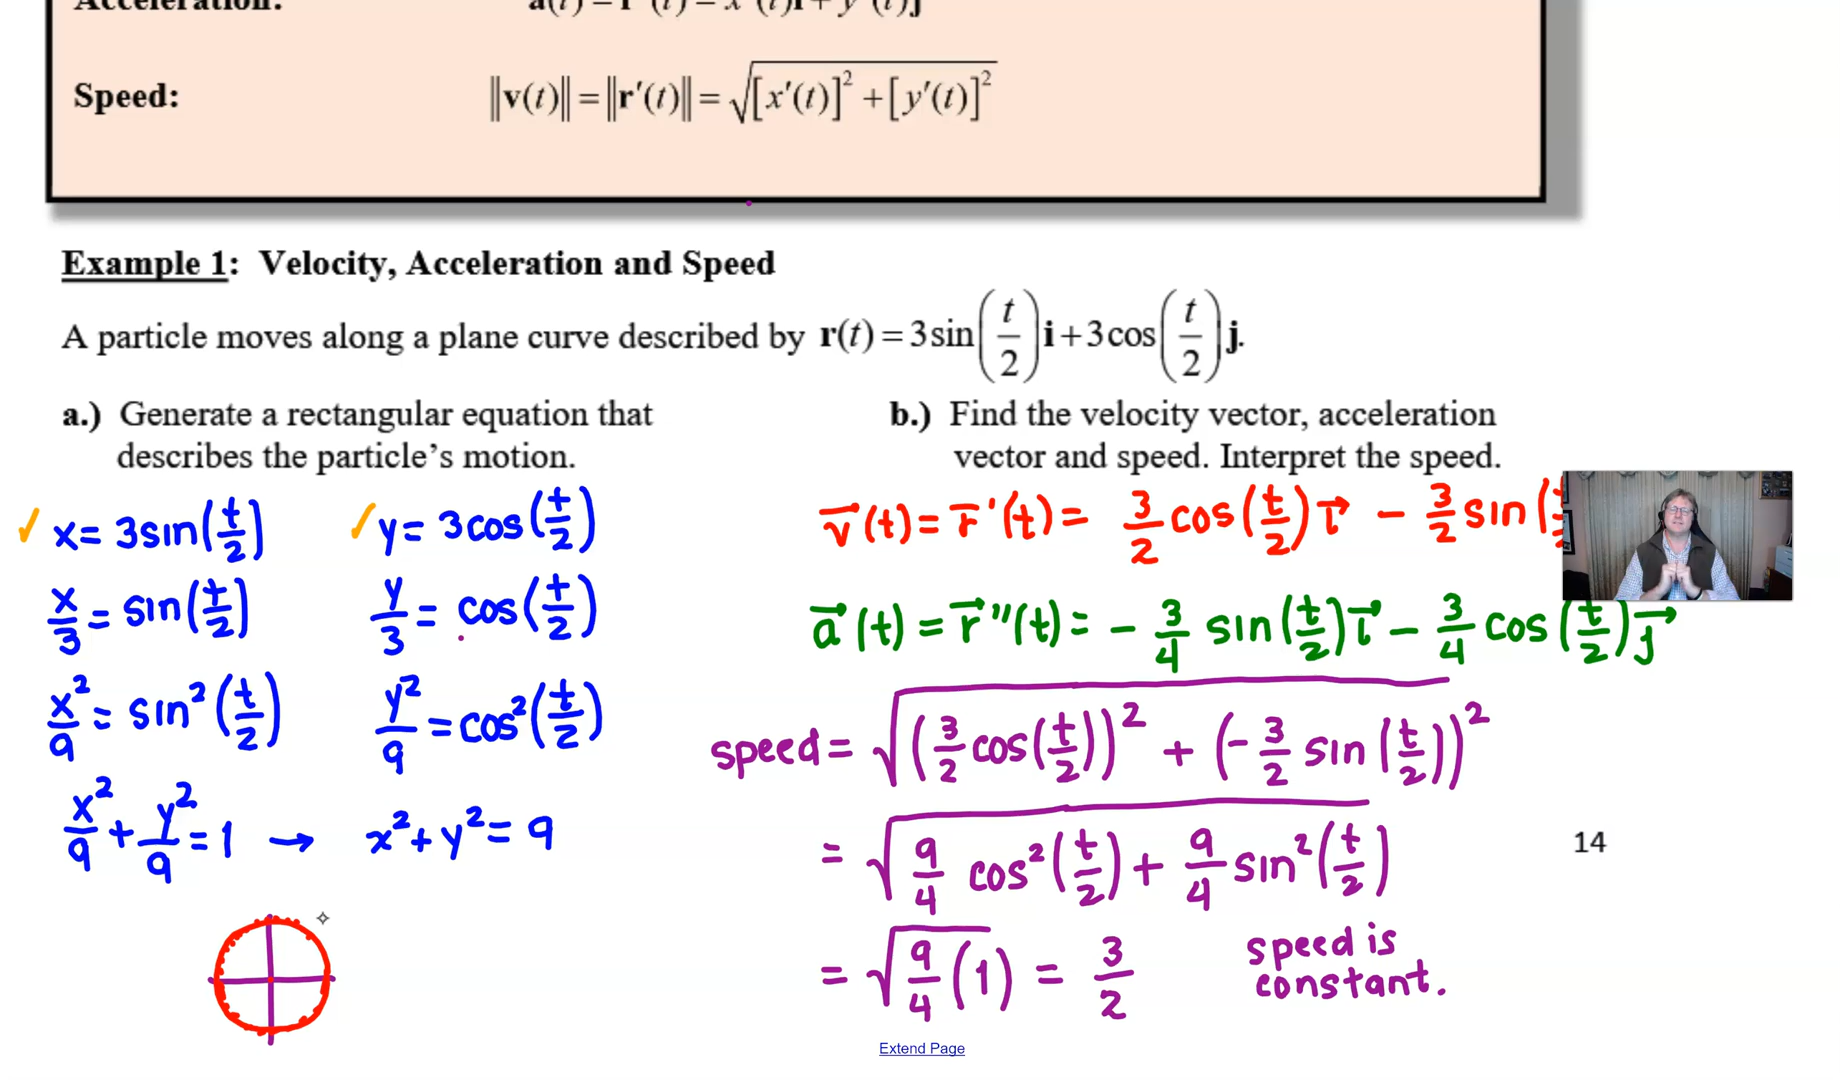 Acceleration: a(t) = r''(t) = x''(t)i + y''(t)j
Speed: ‖v(t)‖ = ‖r'(t)‖ = √([x'(t)]² + [y'(t)]²)
Example 1: Velocity, Acceleration and Speed
A particle moves along a plane curve described by r(t) = 3sin(t/2)i + 3cos(t/2)j.
a.) Generate a rectangular equation that
describes the particle’s motion.
✓ x = 3sin(t/2) ✓ y = 3cos(t/2)
x/3 = sin(t/2) y/3 = cos(t/2)
x²/9 = sin²(t/2) y²/9 = cos²(t/2)
x²/9 + y²/9 = 1 → x² + y² = 9
b.) Find the velocity vector, acceleration
vector and speed. Interpret the speed.
v⃗(t) = r⃗'(t) = 3/2 cos(t/2)i⃗ − 3/2 sin(t/2
a⃗(t) = r⃗''(t) = − 3/4 sin(t/2)i⃗ − 3/4 cos(t/2)j⃗
speed = √((3/2 cos(t/2))² + (−3/2 sin(t/2))²)
= √(9/4 cos²(t/2) + 9/4 sin²(t/2))
= √(9/4 (1)) = 3/2
speed is
constant.
14
Extend Page